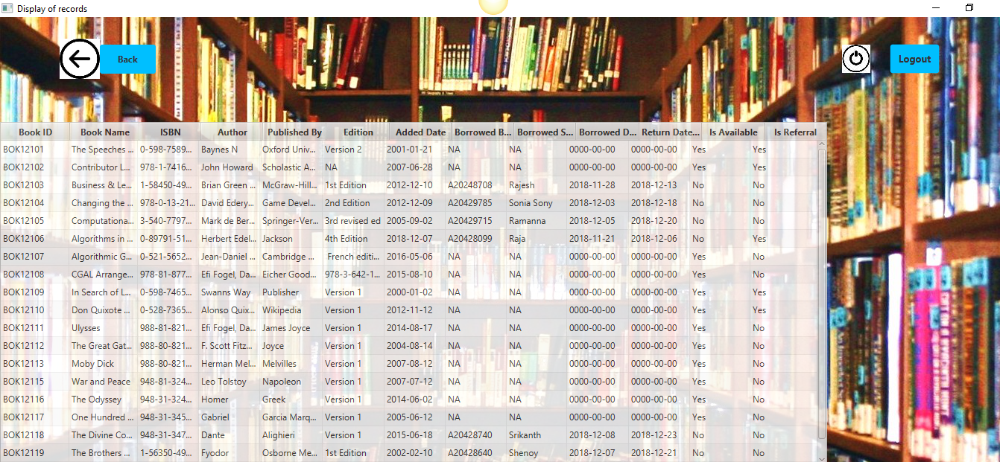 Display of records
Back
Logout
Book ID Book Name ISBN Author Published By Edition Added Date Borrowed B... Borrowed S... Borrowed D... Return Date... Is Available Is Referral
BOK12101 The Speeches ... 0-598-7589... Baynes N Oxford Univ... Version 2 2001-01-21 NA NA 0000-00-00 0000-00-00 Yes Yes
BOK12102 Contributor L... 978-1-7416... John Howard Scholastic A... NA 2007-06-28 NA NA 0000-00-00 0000-00-00 Yes Yes
BOK12103 Business & Le... 1-58450-49... Brian Green ... McGraw-Hill... 1st Edition 2012-12-10 A20248708 Rajesh 2018-11-28 2018-12-13 No No
BOK12104 Changing the ... 978-0-13-21... David Edery... Game Devel... 2nd Edition 2012-12-09 A20429785 Sonia Sony 2018-12-03 2018-12-18 No No
BOK12105 Computationa... 3-540-7797... Mark de Ber... Springer-Ver... 3rd revised ed 2005-09-02 A20429715 Ramanna 2018-12-05 2018-12-20 No No
BOK12106 Algorithms in ... 0-89791-51... Herbert Edel... Jackson 4th Edition 2018-12-07 A20428099 Raja 2018-11-21 2018-12-06 No Yes
BOK12107 Algorithmic G... 0-521-5652... Jean-Daniel ... Cambridge ... French editi... 2016-05-06 NA NA 0000-00-00 0000-00-00 Yes No
BOK12108 CGAL Arrange... 978-81-877... Efi Fogel, Da... Eicher Good... 978-3-642-1... 2015-08-10 NA NA 0000-00-00 0000-00-00 Yes No
BOK12109 In Search of L... 0-598-7465... Swanns Way Publisher Version 1 2000-01-02 NA NA 0000-00-00 0000-00-00 Yes Yes
BOK12110 Don Quixote ... 0-528-7365... Alonso Quix... Wikipedia Version 1 2012-11-12 NA NA 0000-00-00 0000-00-00 Yes Yes
BOK12111 Ulysses 988-81-821... Efi Fogel, Da... James Joyce Version 1 2014-08-17 NA NA 0000-00-00 0000-00-00 Yes No
BOK12112 The Great Gat... 988-80-821... F. Scott Fitz... Joyce Version 1 2004-08-14 NA NA 0000-00-00 0000-00-00 Yes No
BOK12113 Moby Dick 988-80-821... Herman Mel... Melvilles Version 1 2007-08-12 NA NA 0000-00-00 0000-00-00 Yes No
BOK12115 War and Peace 948-81-324... Leo Tolstoy Napoleon Version 1 2007-07-12 NA NA 0000-00-00 0000-00-00 Yes No
BOK12116 The Odyssey 948-31-324... Homer Greek Version 1 2014-06-02 NA NA 0000-00-00 0000-00-00 Yes No
BOK12117 One Hundred ... 948-31-345... Gabriel Garcia Marq... Version 1 2005-06-12 NA NA 0000-00-00 0000-00-00 Yes No
BOK12118 The Divine Co... 948-31-347... Dante Alighieri Version 1 2015-06-18 A20428740 Srikanth 2018-12-08 2018-12-23 No No
BOK12119 The Brothers ... 1-56350-49... Fyodor Osborne Me... 1st Edition 2002-02-10 A20428640 Shenoy 2018-12-07 2018-12-21 No No